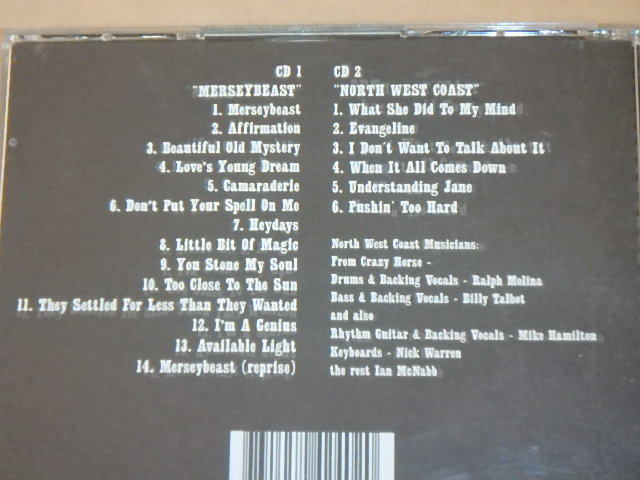 CD 1
"MERSEYBEAST"
1. Merseybeast
2. Affirmation
3. Beautiful Old Mystery
4. Love's Young Dream
5. Camaraderie
6. Don't Put Your Spell On Me
7. Heydays
8. Little Bit Of Magic
9. You Stone My Soul
10. Too Close To The Sun
11. They Settled For Less Than They Wanted
12. I'm A Genius
13. Available Light
14. Merseybeast (reprise)
CD 2
"NORTH WEST COAST"
1. What She Did To My Mind
2. Evangeline
3. I Don't Want To Talk About It
4. When It All Comes Down
5. Understanding Jane
6. Pushin' Too Hard
North West Coast Musicians:
From Crazy Horse -
Drums & Backing Vocals - Ralph Molina
Bass & Backing Vocals - Billy Talbot
and also
Rhythm Guitar & Backing Vocals - Mike Hamilton
Keyboards - Nick Warren
the rest Ian McNabb